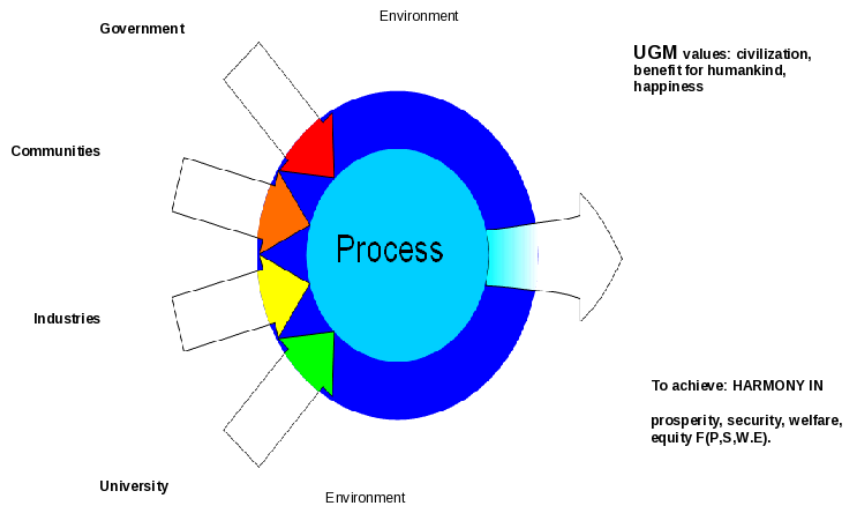 Government
Environment
UGM values: civilization,
benefit for humankind,
happiness
Communities
Process
Industries
To achieve: HARMONY IN
prosperity, security, welfare,
equity F(P,S,W.E).
University
Environment